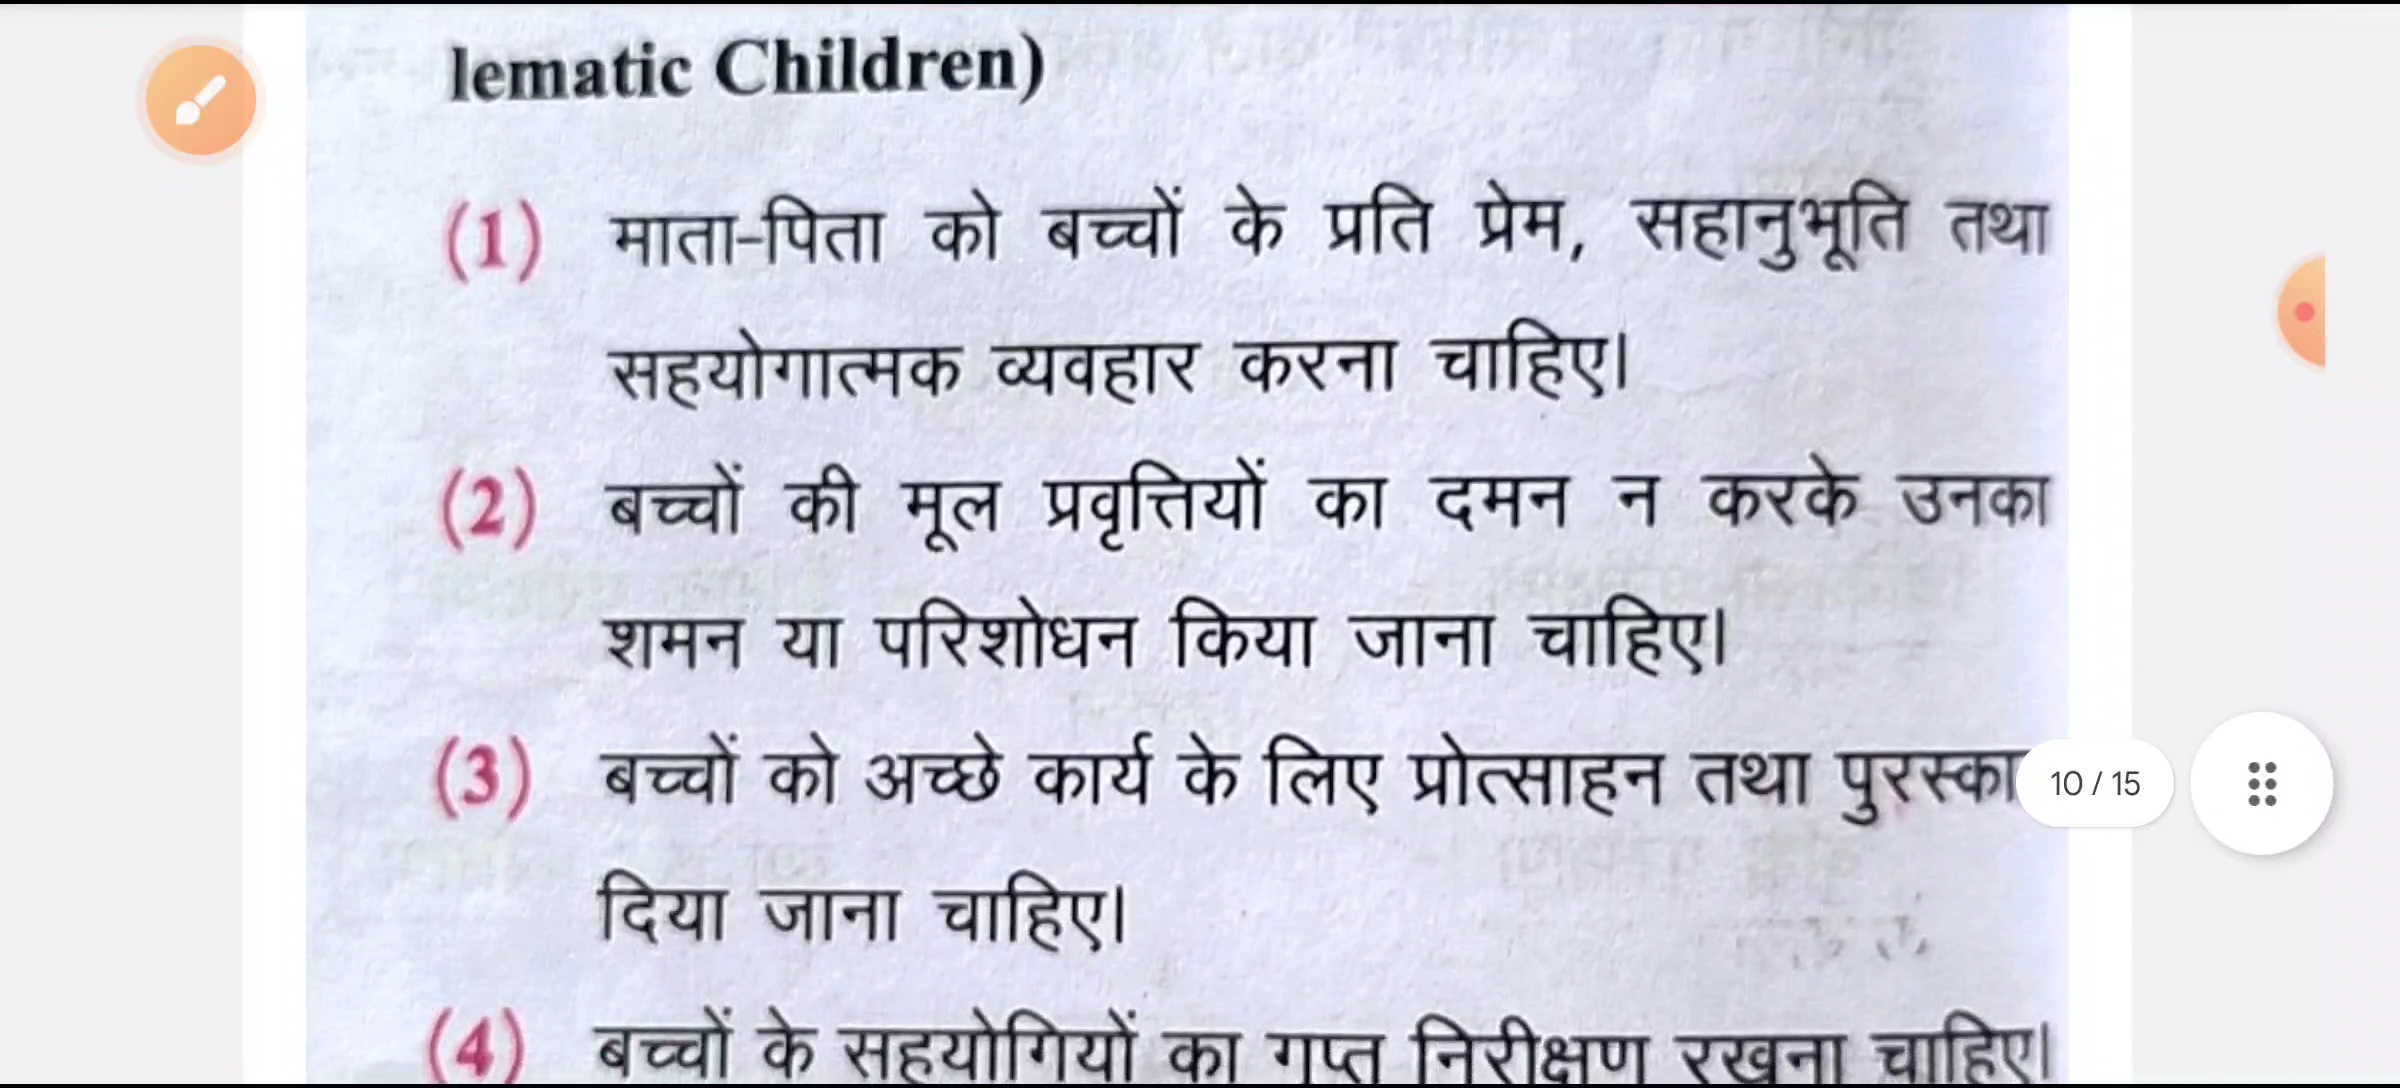 lematic Children)
(1) माता-पिता को बच्चों के प्रति प्रेम, सहानुभूति तथा
सहयोगात्मक व्यवहार करना चाहिए।
(2) बच्चों की मूल प्रवृत्तियों का दमन न करके उनका
शमन या परिशोधन किया जाना चाहिए।
(3) बच्चों को अच्छे कार्य के लिए प्रोत्साहन तथा पुरस्का
10 / 15
दिया जाना चाहिए।
(4) बच्चों के सहयोगियों का गुप्त निरीक्षण रखना चाहिए।